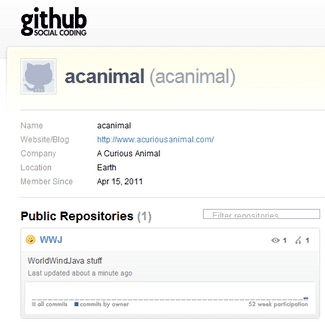 github
SOCIAL CODING
acanimal (acanimal)
Name acanimal
Website/Blog http://www.acuriousanimal.com/
Company A Curious Animal
Location Earth
Member Since Apr 15, 2011
Public Repositories (1)
Filter repositories
WWJ 1 1
WorldWindJava stuff
Last updated about a minute ago
all commits commits by owner 52 week participation